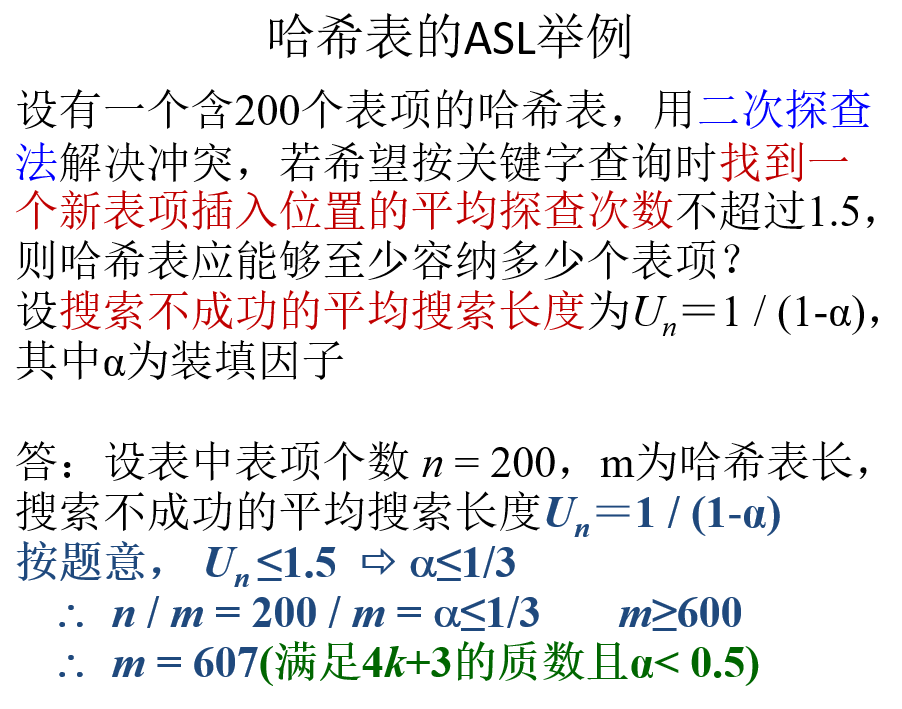 哈希表的ASL举例
设有一个含200个表项的哈希表，用二次探查
法解决冲突，若希望按关键字查询时找到一
个新表项插入位置的平均探查次数不超过1.5，
则哈希表应能够至少容纳多少个表项？
设搜索不成功的平均搜索长度为Un＝1 / (1-α)，
其中α为装填因子
答：设表中表项个数 n = 200，m为哈希表长，
搜索不成功的平均搜索长度Un＝1 / (1-α)
按题意， Un ≤1.5 ⇨ α≤1/3
∴ n / m = 200 / m = α≤1/3 m≥600
∴ m = 607(满足4k+3的质数且α< 0.5)